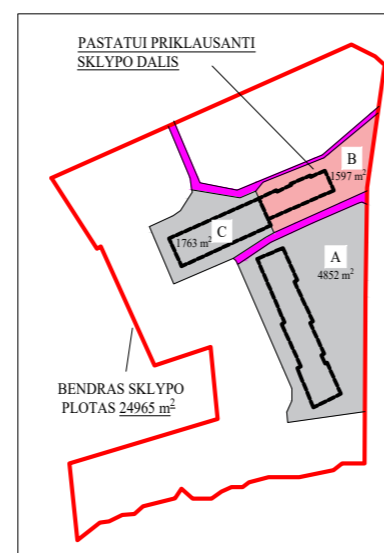 PASTATUI PRIKLAUSANTI
SKLYPO DALIS
B
1597 m²
C
1763 m²
A
4852 m²
BENDRAS SKLYPO
PLOTAS 24965 m²